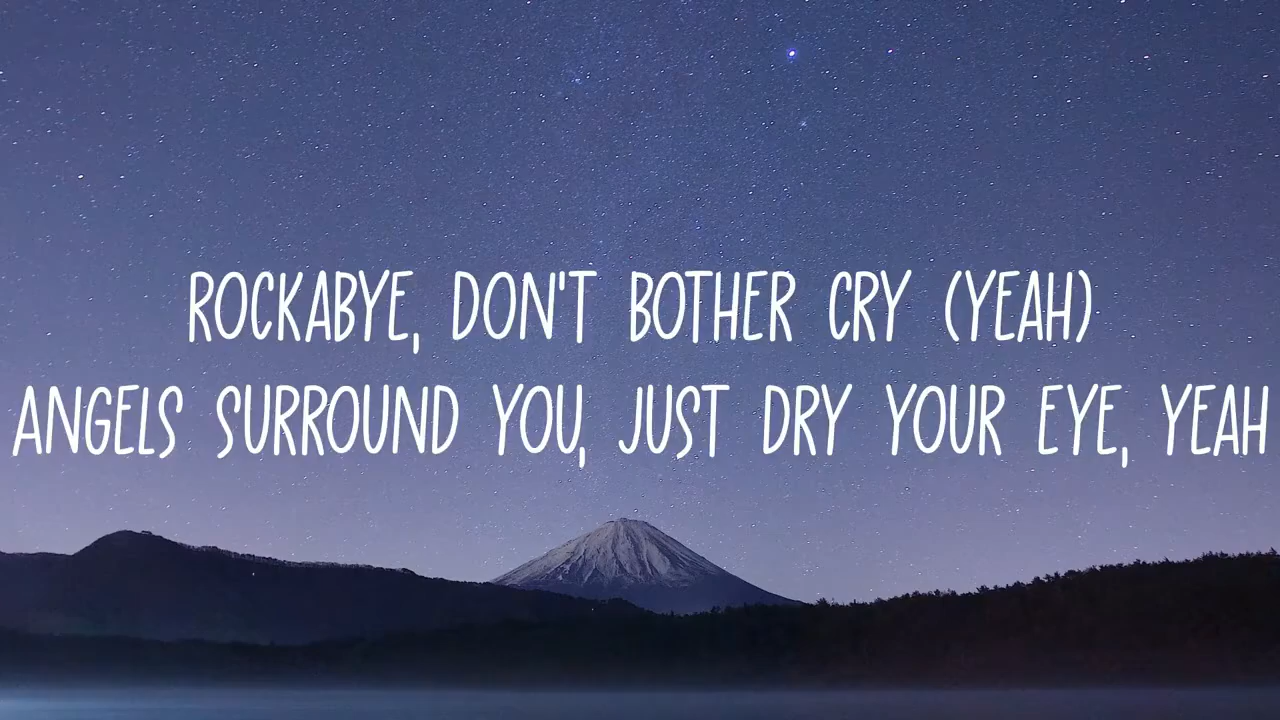 ROCKABYE, DON'T BOTHER CRY (YEAH)
ANGELS SURROUND YOU, JUST DRY YOUR EYE, YEAH